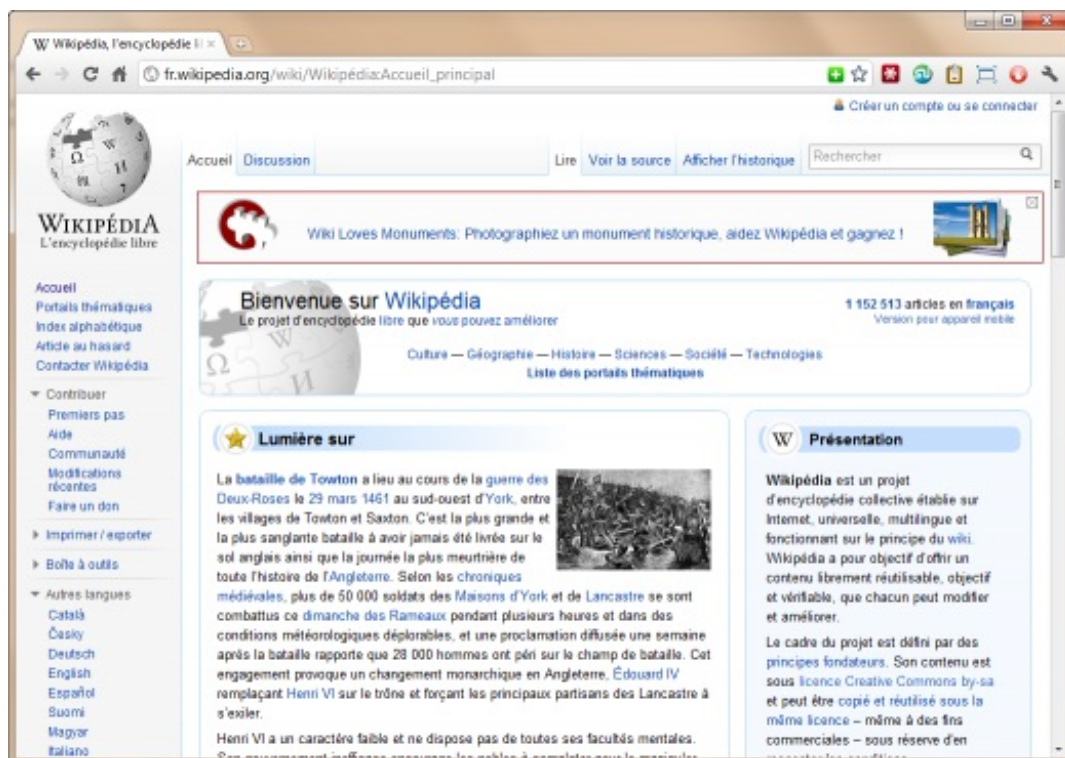 Wikipédia, l'encyclopédie li
fr.wikipedia.org/wiki/Wikipédia:Accueil_principal
Créer un compte ou se connecter
Accueil Discussion Lire Voir la source Afficher l'historique Rechercher
WIKIPÉDIA
L'encyclopédie libre
Wiki Loves Monuments: Photographiez un monument historique, aidez Wikipédia et gagnez !
Accueil
Portails thématiques
Index alphabétique
Article au hasard
Contacter Wikipédia
Contribuer
Premiers pas
Aide
Communauté
Modifications
récentes
Faire un don
Imprimer / exporter
Boîte à outils
Autres langues
Català
Česky
Deutsch
English
Español
Suomi
Magyar
Italiano
Bienvenue sur Wikipédia
Le projet d'encyclopédie libre que vous pouvez améliorer
1 152 513 articles en français
Version pour appareil mobile
Culture — Géographie — Histoire — Sciences — Société — Technologies
Liste des portails thématiques
Lumière sur
La bataille de Towton a lieu au cours de la guerre des
Deux-Roses le 29 mars 1461 au sud-ouest d'York, entre
les villages de Towton et Saxton. C'est la plus grande et
la plus sanglante bataille à avoir jamais été livrée sur le
sol anglais ainsi que la journée la plus meurtrière de
toute l'histoire de l'Angleterre. Selon les chroniques
médiévales, plus de 50 000 soldats des Maisons d'York et de Lancastre se sont
combattus ce dimanche des Rameaux pendant plusieurs heures et dans des
conditions météorologiques déplorables, et une proclamation diffusée une semaine
après la bataille rapporte que 28 000 hommes ont péri sur le champ de bataille. Cet
engagement provoque un changement monarchique en Angleterre, Édouard IV
remplaçant Henri VI sur le trône et forçant les principaux partisans des Lancastre à
s'exiler.
Henri VI a un caractère faible et ne dispose pas de toutes ses facultés mentales.
Présentation
Wikipédia est un projet
d'encyclopédie collective établie sur
Internet, universelle, multilingue et
fonctionnant sur le principe du wiki.
Wikipédia a pour objectif d'offrir un
contenu librement réutilisable, objectif
et vérifiable, que chacun peut modifier
et améliorer.
Le cadre du projet est défini par des
principes fondateurs. Son contenu est
sous licence Creative Commons by-sa
et peut être copié et réutilisé sous la
même licence – même à des fins
commerciales – sous réserve d'en